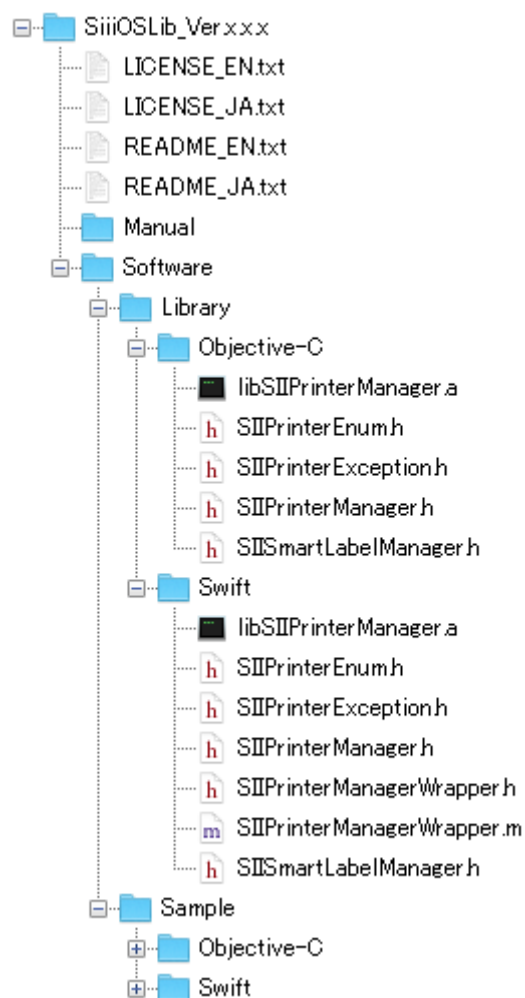 SiiiOSLib_Ver.x.x.x
LICENSE_EN.txt
LICENSE_JA.txt
README_EN.txt
README_JA.txt
Manual
Software
Library
Objective-C
libSIIPrinterManager.a
SIIPrinterEnum.h
SIIPrinterException.h
SIIPrinterManager.h
SIISmartLabelManager.h
Swift
libSIIPrinterManager.a
SIIPrinterEnum.h
SIIPrinterException.h
SIIPrinterManager.h
SIIPrinterManagerWrapper.h
SIIPrinterManagerWrapper.m
SIISmartLabelManager.h
Sample
Objective-C
Swift